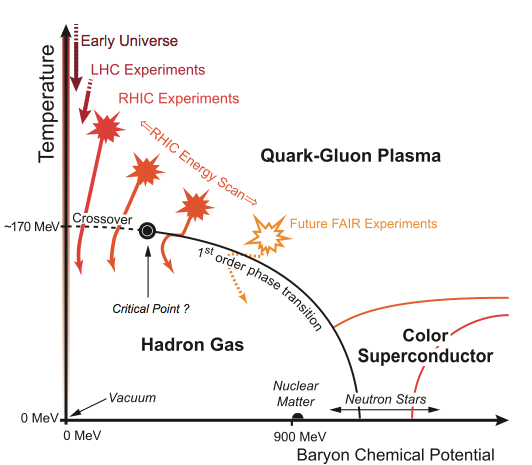 Early Universe
LHC Experiments
RHIC Experiments
⇐RHIC Energy Scan⇒
Quark-Gluon Plasma
Temperature
Future FAIR Experiments
Crossover
~170 MeV
1st order phase transition
Critical Point ?
Hadron Gas
Color
Superconductor
Nuclear
Matter
Neutron Stars
Vacuum
0 MeV
0 MeV
900 MeV
Baryon Chemical Potential